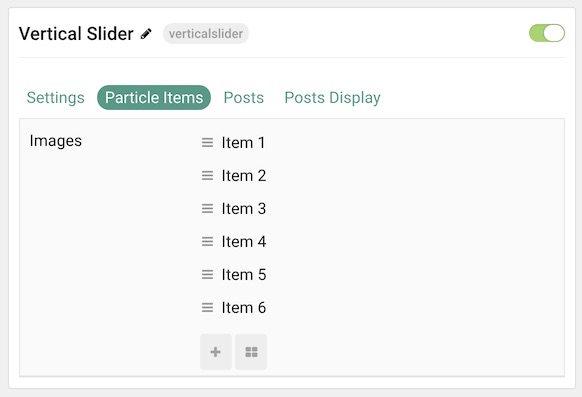 Vertical Slider verticalslider
Settings Particle Items Posts Posts Display
Images Item 1
Item 2
Item 3
Item 4
Item 5
Item 6